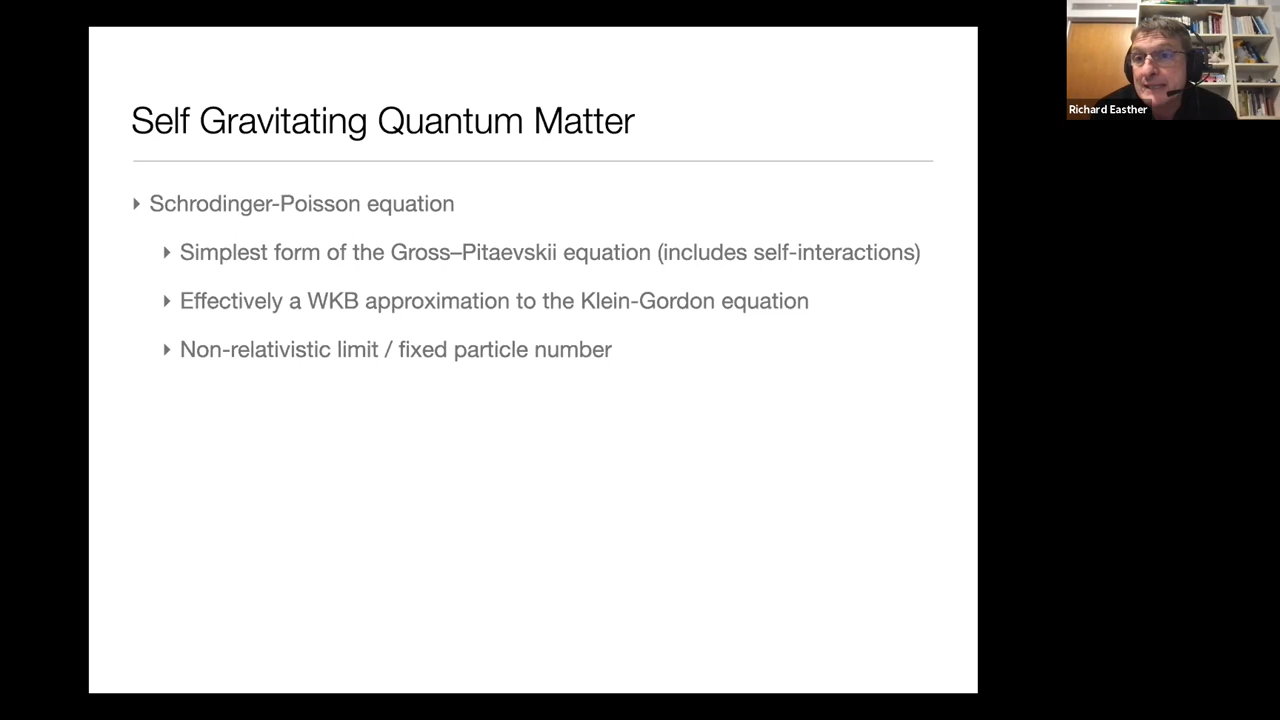 Self Gravitating Quantum Matter
Schrodinger-Poisson equation
Simplest form of the Gross–Pitaevskii equation (includes self-interactions)
Effectively a WKB approximation to the Klein-Gordon equation
Non-relativistic limit / fixed particle number
Richard Easther